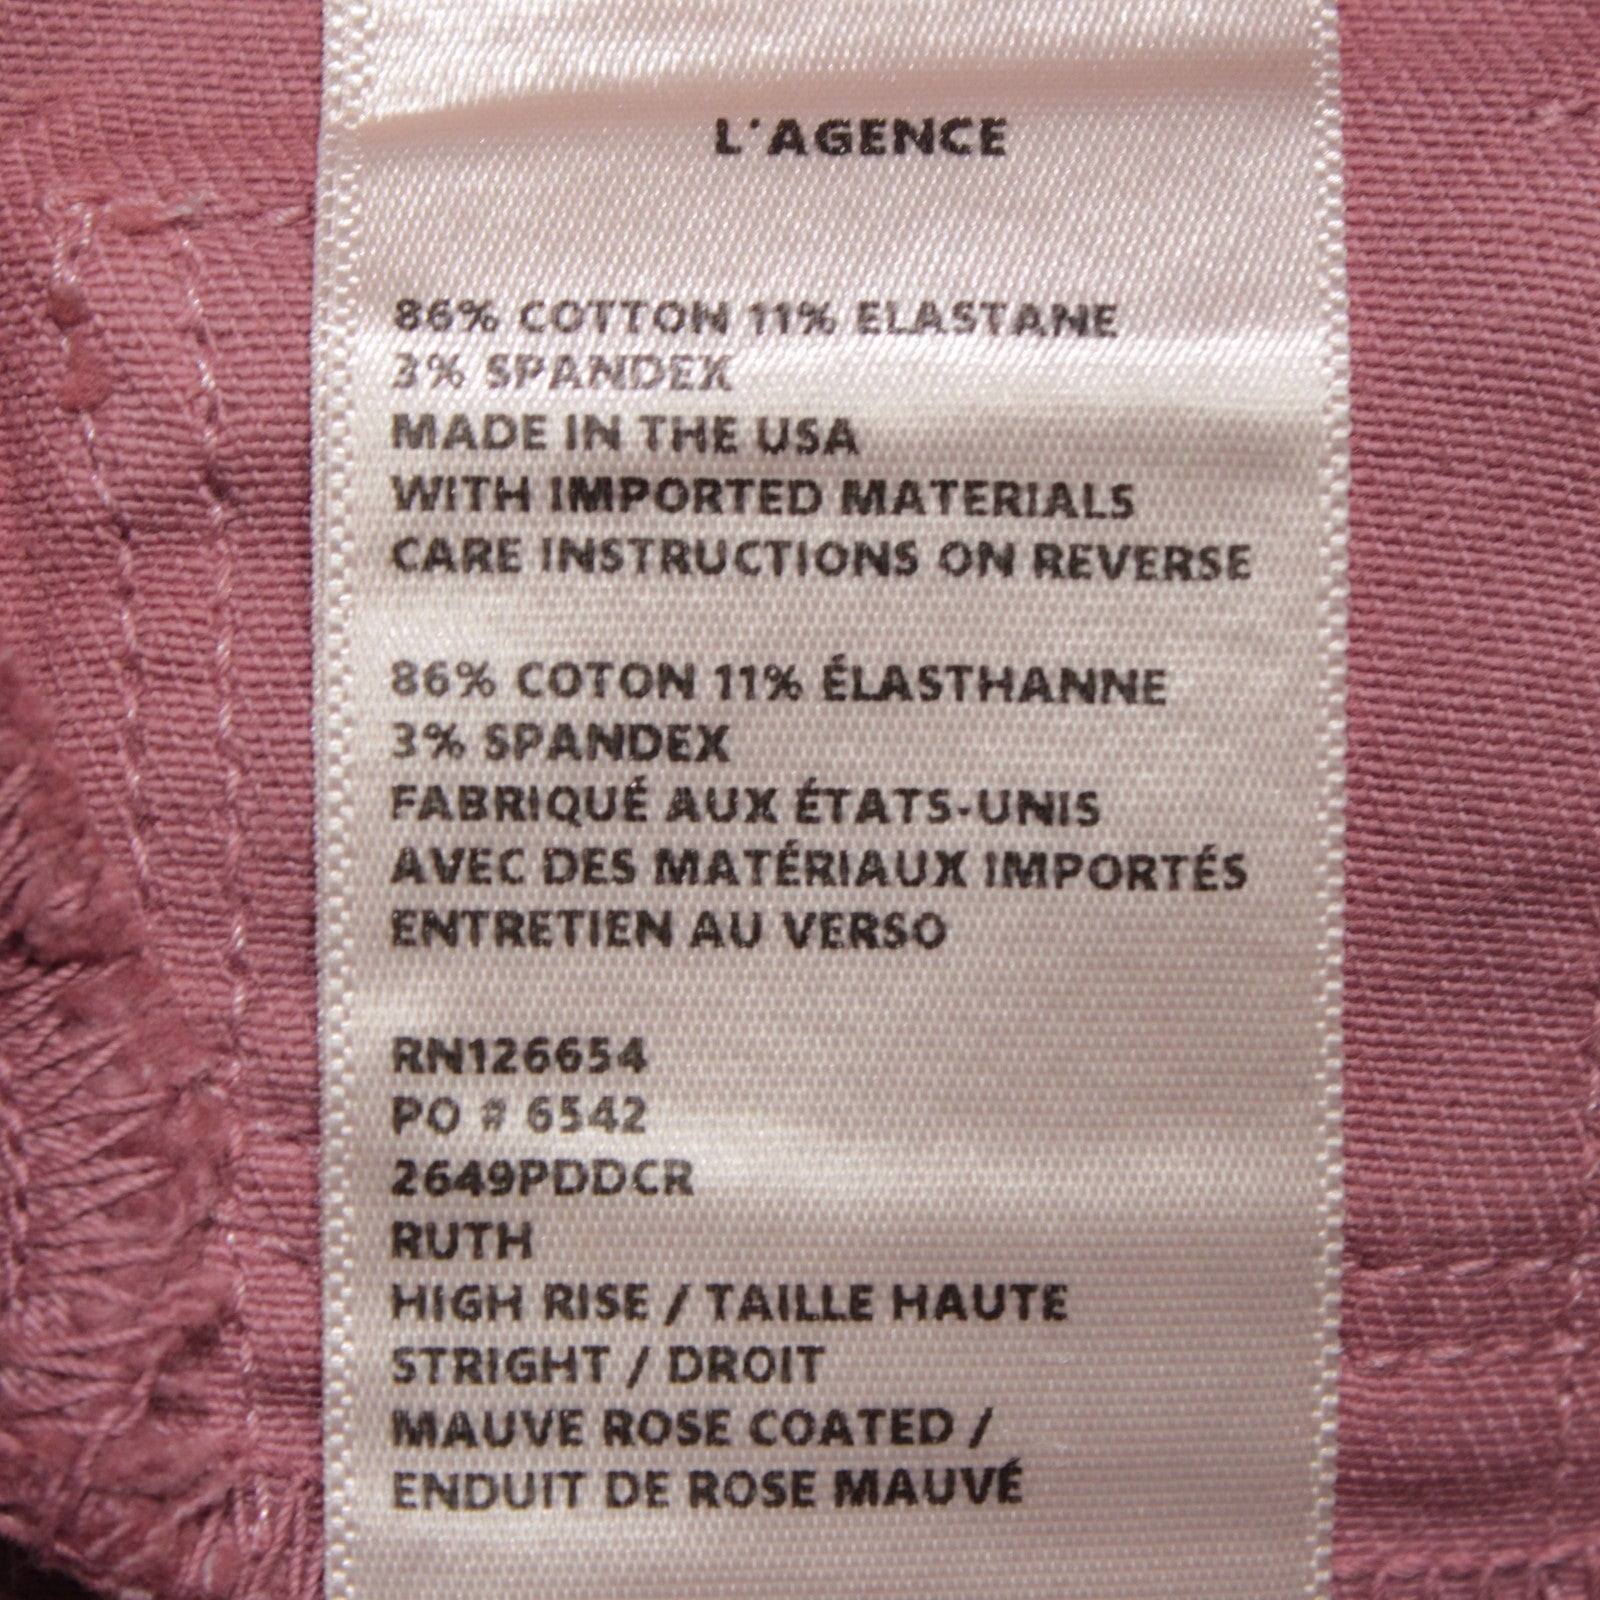 L'AGENCE
86% COTTON 11% ELASTANE
3% SPANDEX
MADE IN THE USA
WITH IMPORTED MATERIALS
CARE INSTRUCTIONS ON REVERSE
86% COTON 11% ÉLASTHANNE
3% SPANDEX
FABRIQUÉ AUX ÉTATS-UNIS
AVEC DES MATÉRIAUX IMPORTÉS
ENTRETIEN AU VERSO
RN126654
PO # 6542
2649PDDCR
RUTH
HIGH RISE / TAILLE HAUTE
STRIGHT / DROIT
MAUVE ROSE COATED /
ENDUIT DE ROSE MAUVÉ